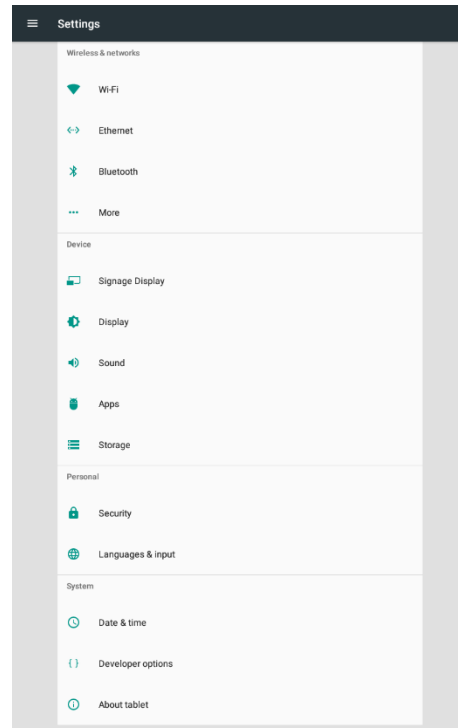 Settings
Wireless & networks
Wi-Fi
Ethernet
Bluetooth
More
Device
Signage Display
Display
Sound
Apps
Storage
Personal
Security
Languages & input
System
Date & time
Developer options
About tablet